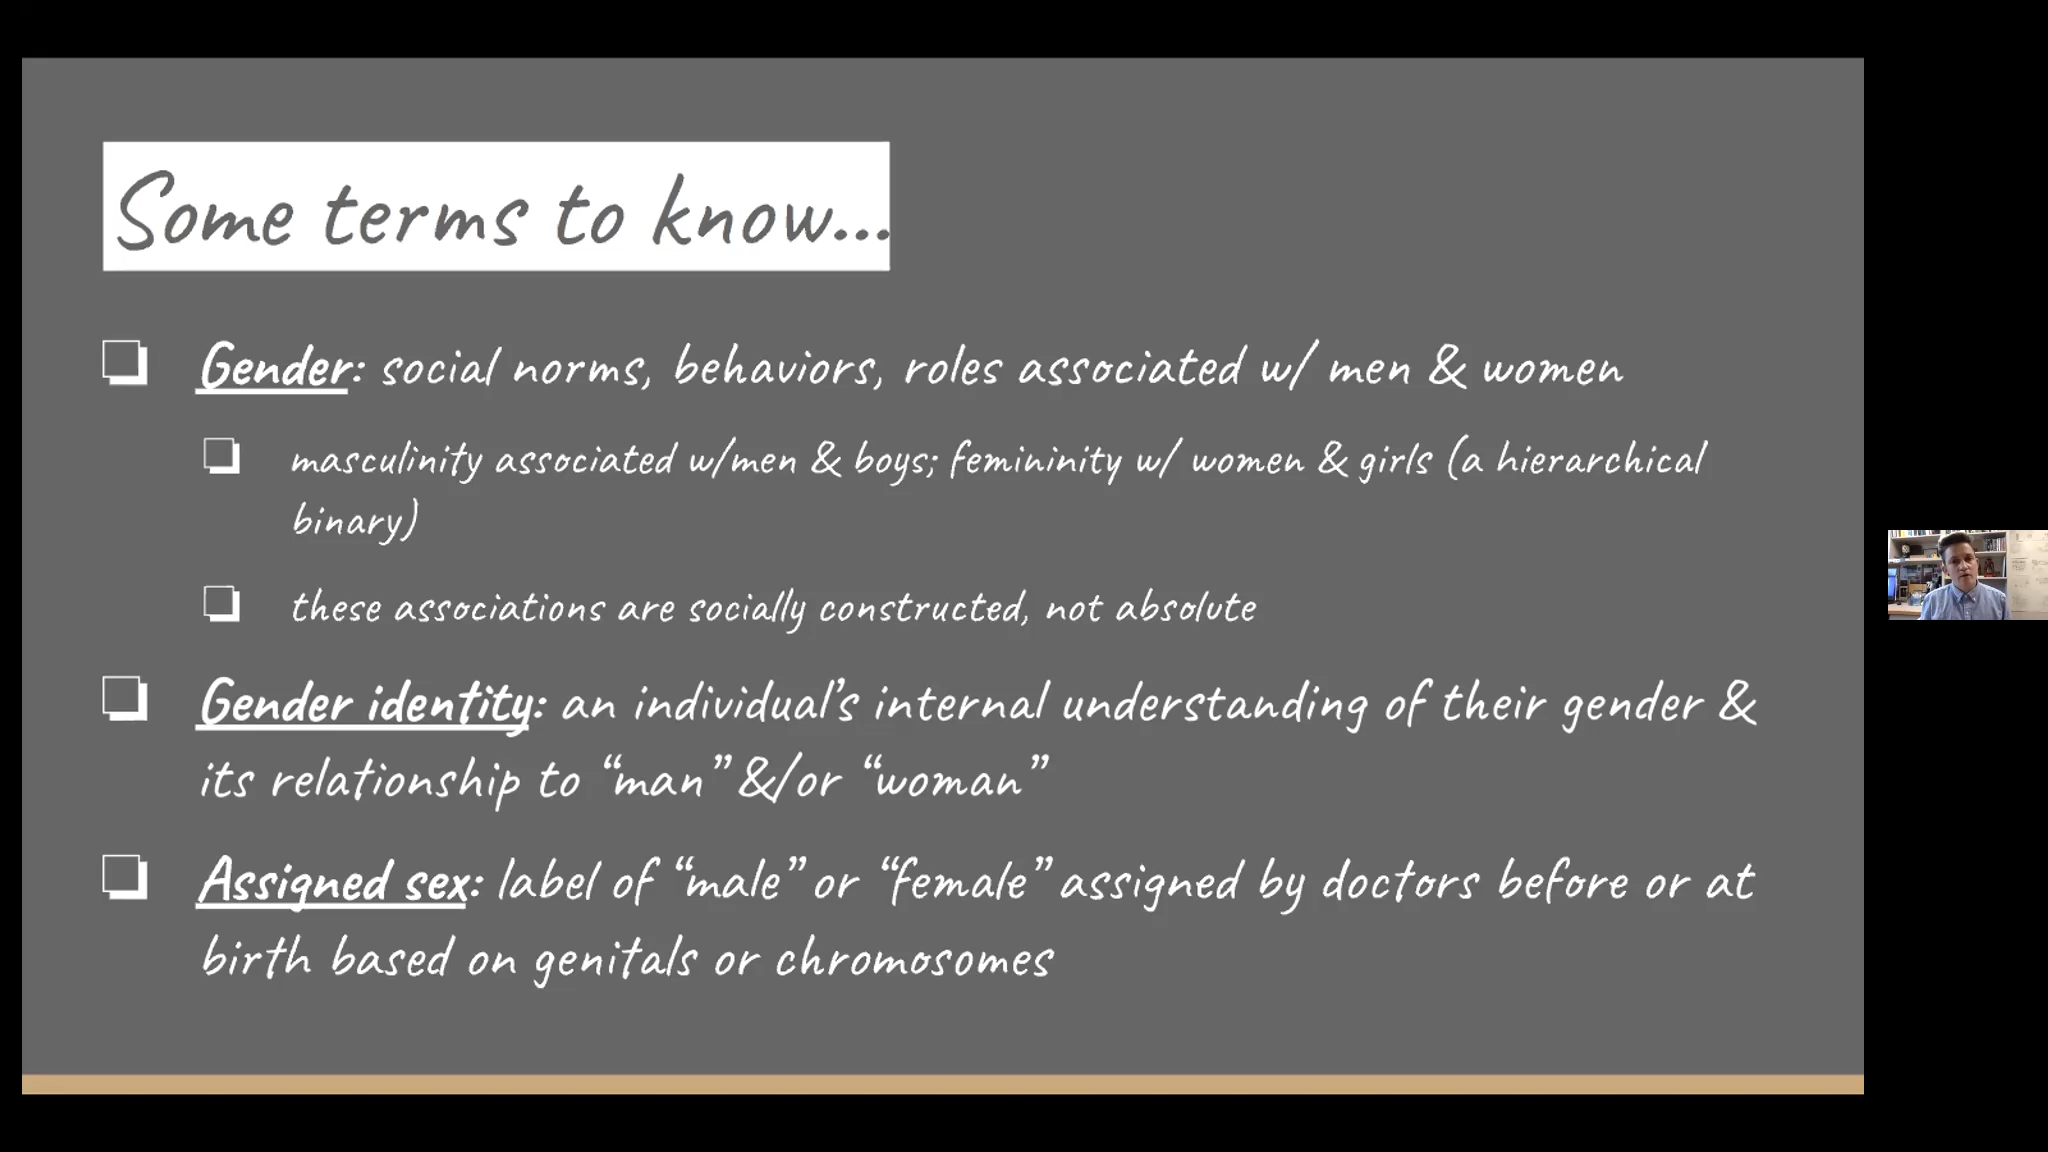 Some terms to know...
Gender: social norms, behaviors, roles associated w/ men & women
masculinity associated w/men & boys; femininity w/ women & girls (a hierarchical
binary)
these associations are socially constructed, not absolute
Gender identity: an individual's internal understanding of their gender &
its relationship to “man” &/or “woman”
Assigned sex: label of “male” or “female” assigned by doctors before or at
birth based on genitals or chromosomes